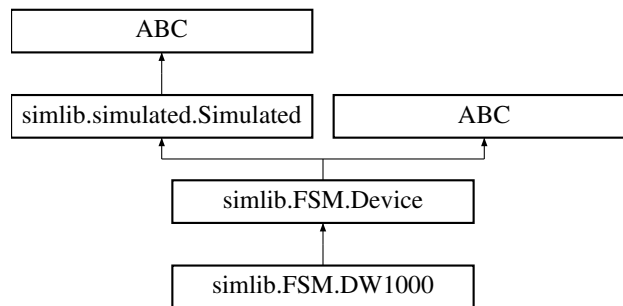 ABC
simlib.simulated.Simulated
ABC
simlib.FSM.Device
simlib.FSM.DW1000